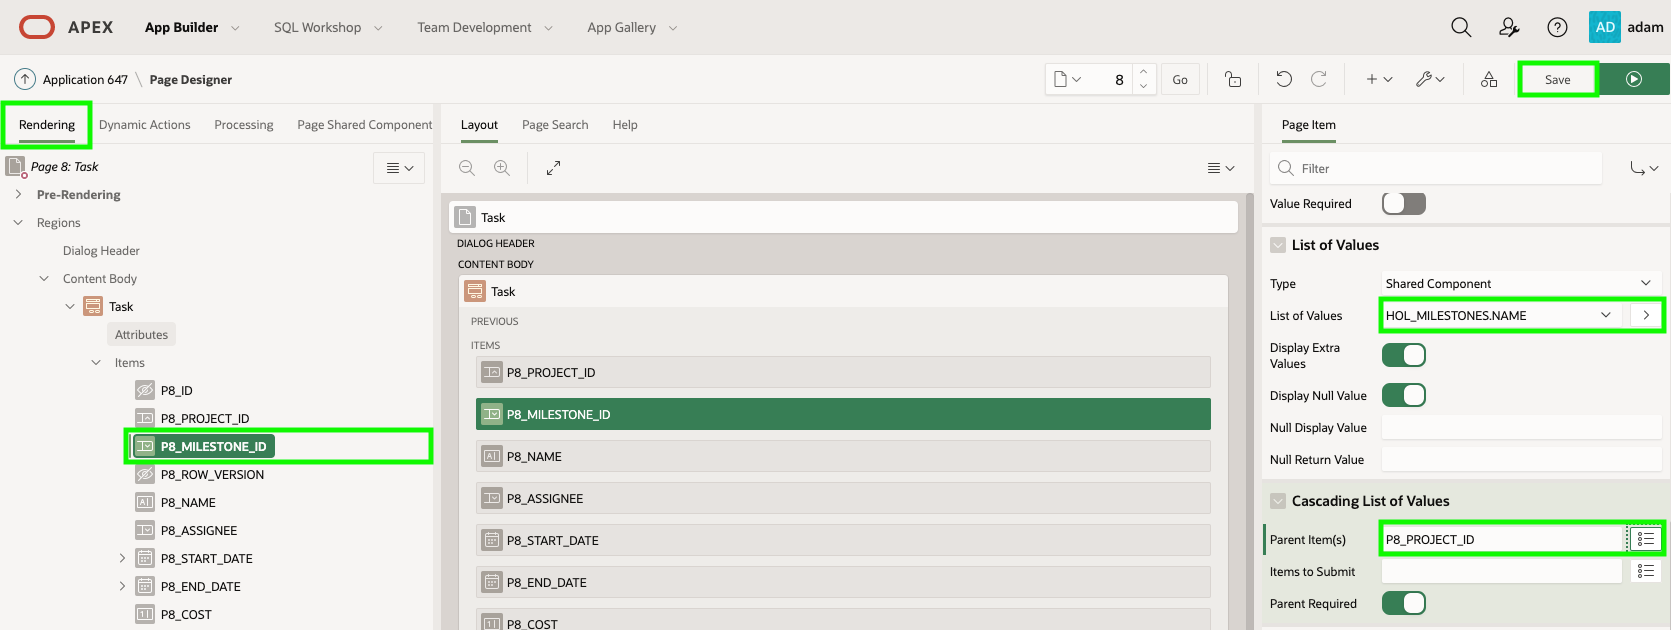 APEX App Builder SQL Workshop Team Development App Gallery AD adam
Application 647 \ Page Designer 8 Go Save
Rendering Dynamic Actions Processing Page Shared Component
Page 8: Task
Pre-Rendering
Regions
Dialog Header
Content Body
Task
Attributes
Items
P8_ID
P8_PROJECT_ID
P8_MILESTONE_ID
P8_ROW_VERSION
P8_NAME
P8_ASSIGNEE
P8_START_DATE
P8_END_DATE
P8_COST
Layout Page Search Help
Task
DIALOG HEADER
CONTENT BODY
Task
PREVIOUS
ITEMS
P8_PROJECT_ID
P8_MILESTONE_ID
P8_NAME
P8_ASSIGNEE
P8_START_DATE
P8_END_DATE
P8_COST
Page Item
Filter
Value Required
List of Values
Type Shared Component
List of Values HOL_MILESTONES.NAME
Display Extra
Values
Display Null Value
Null Display Value
Null Return Value
Cascading List of Values
Parent Item(s) P8_PROJECT_ID
Items to Submit
Parent Required